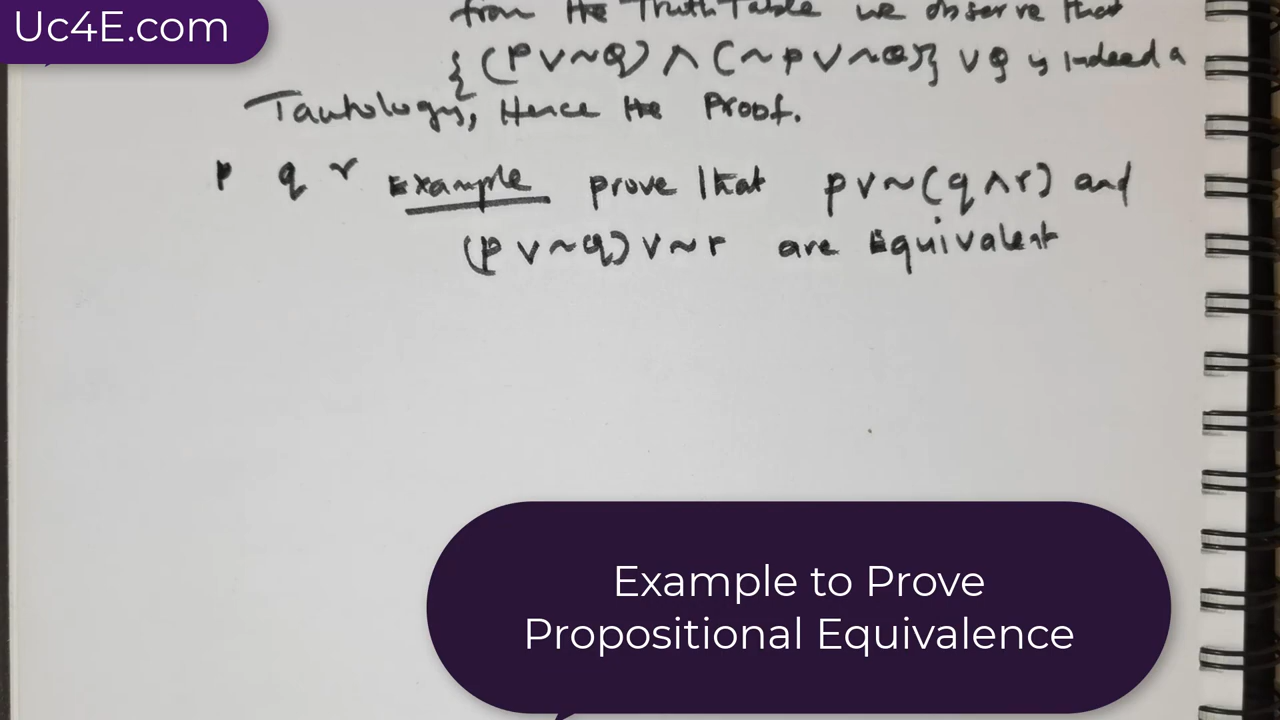 Uc4E.com
from the Truth Table we observe that
{(P∨~Q) ∧ (~P∨~Q)} ∨ Q is indeed a
Tautology, Hence the Proof.
p q r Example prove that p∨~(q∧r) and
(p∨~q)∨~r are Equivalent
Example to Prove
Propositional Equivalence